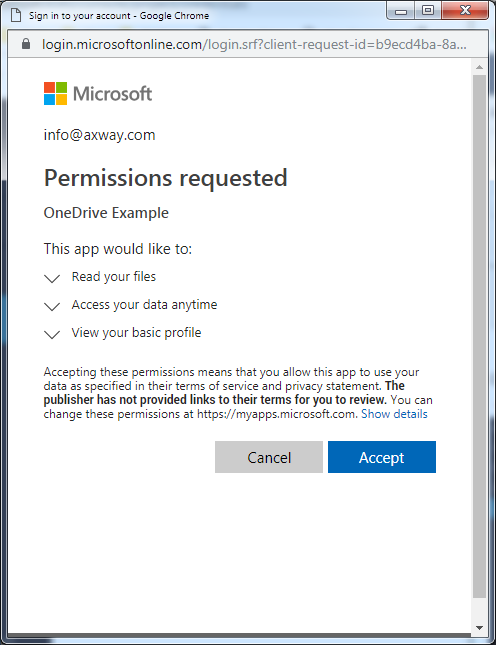 Sign in to your account - Google Chrome
login.microsoftonline.com/login.srf?client-request-id=b9ecd4ba-8a...
Microsoft
info@axway.com
Permissions requested
OneDrive Example
This app would like to:
Read your files
Access your data anytime
View your basic profile
Accepting these permissions means that you allow this app to use your
data as specified in their terms of service and privacy statement. The
publisher has not provided links to their terms for you to review. You can
change these permissions at https://myapps.microsoft.com. Show details
Cancel Accept